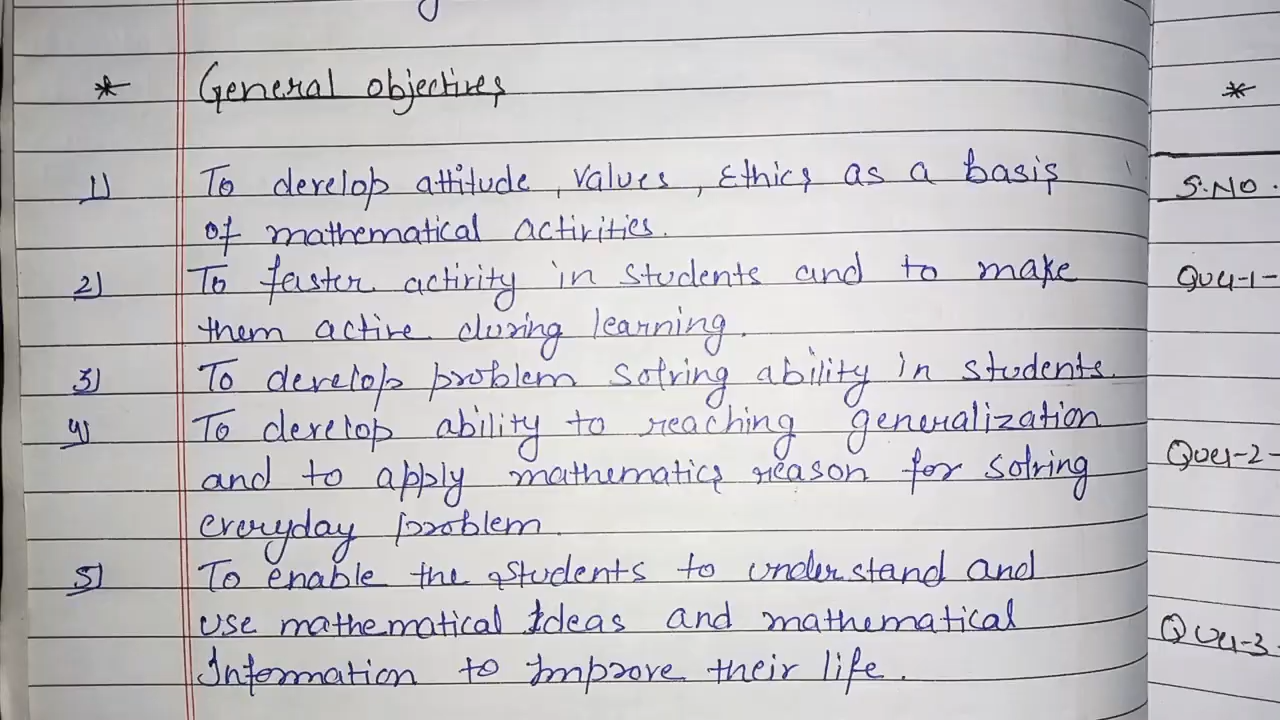 * General objectives
1) To develop attitude, values, Ethics as a basis
of mathematical activities.
2) To faster activity in students and to make
them active during learning.
3) To develop problem solving ability in students.
4) To develop ability to reaching generalization
and to apply mathematics reason for solving
everyday problem.
5) To enable the students to understand and
use mathematical Ideas and mathematical
Information to Improve their life.
*
S.NO.
Que-1-
Que-2-
Que-3-